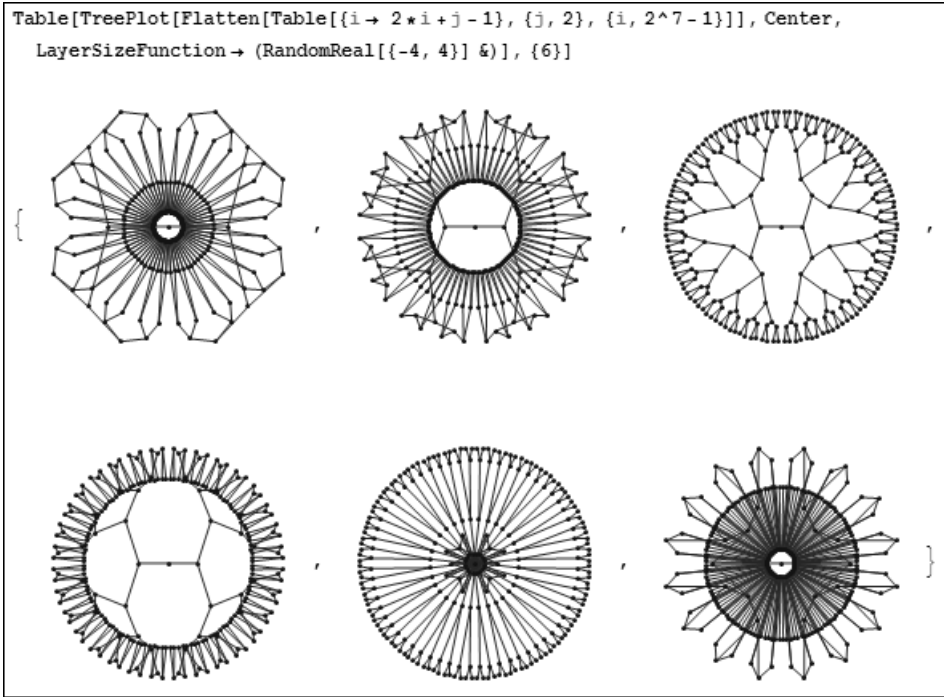 Table[TreePlot[Flatten[Table[{i → 2 * i + j - 1}, {j, 2}, {i, 2^7 - 1}]], Center,
LayerSizeFunction → (RandomReal[{-4, 4}] &)], {6}]
{ , , ,
, , }